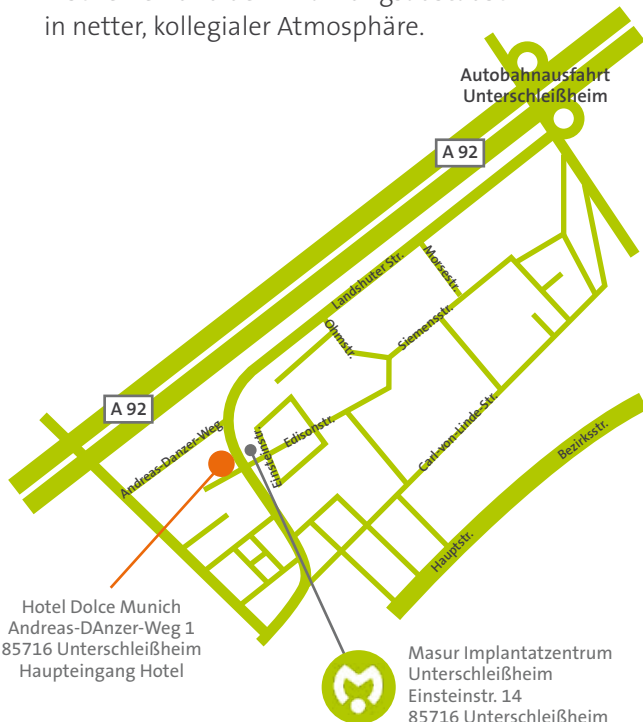 in netter, kollegialer Atmosphäre.
Autobahnausfahrt
Unterschleißheim
A 92
Landshuter Str.
Morsestr.
Ohmstr.
Siemensstr.
A 92
Andreas-Danzer-Weg
Einsteinstr.
Edisonstr.
Carl-von-Linde-Str.
Bezirksstr.
Hauptstr.
Hotel Dolce Munich
Andreas-DAnzer-Weg 1
85716 Unterschleißheim
Haupteingang Hotel
Masur Implantatzentrum
Unterschleißheim
Einsteinstr. 14
85716 Unterschleißheim